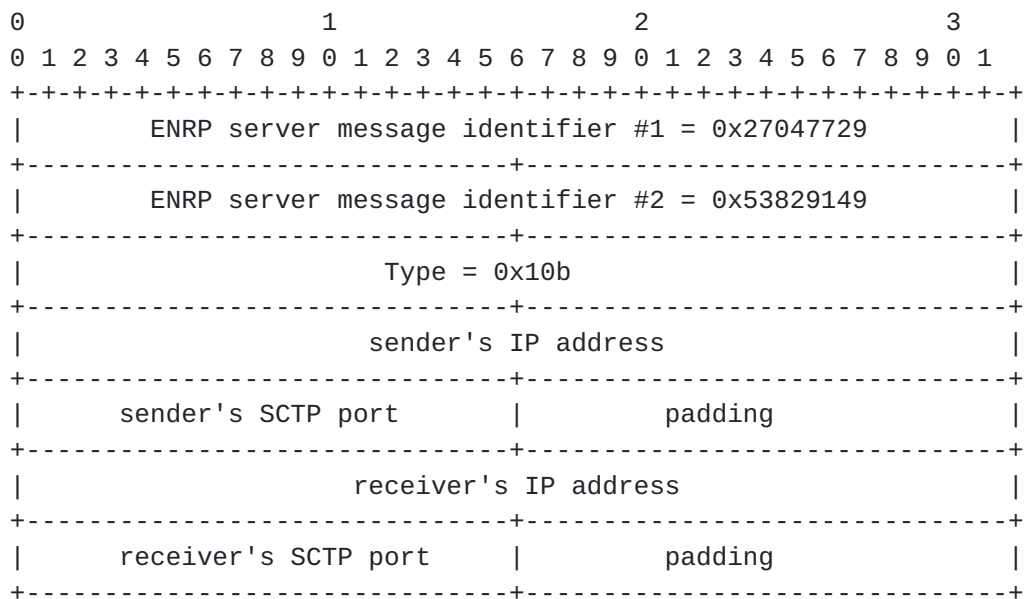 0                   1                   2                   3
0 1 2 3 4 5 6 7 8 9 0 1 2 3 4 5 6 7 8 9 0 1 2 3 4 5 6 7 8 9 0 1
+-+-+-+-+-+-+-+-+-+-+-+-+-+-+-+-+-+-+-+-+-+-+-+-+-+-+-+-+-+-+-+-+
|        ENRP server message identifier #1 = 0x27047729         |
+-------------------------------+-------------------------------+
|        ENRP server message identifier #2 = 0x53829149         |
+-------------------------------+-------------------------------+
|                       Type = 0x10b                            |
+-------------------------------+-------------------------------+
|                      sender's IP address                      |
+-------------------------------+-------------------------------+
|      sender's SCTP port       |         padding               |
+-------------------------------+-------------------------------+
|                     receiver's IP address                     |
+-------------------------------+-------------------------------+
|      receiver's SCTP port     |         padding               |
+-------------------------------+-------------------------------+